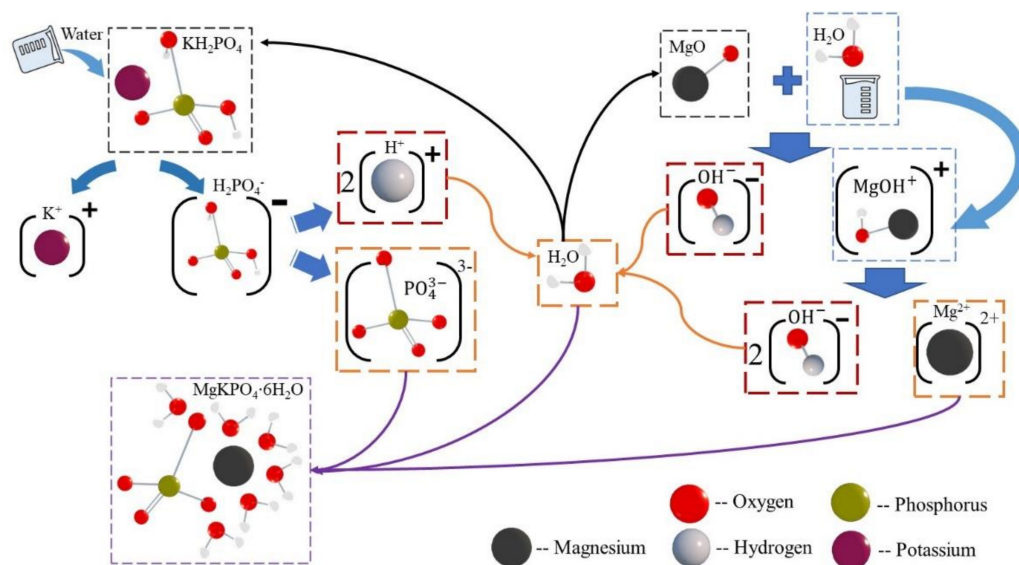 Water
KH₂PO₄
MgO
H₂O
K⁺
+
H₂PO₄⁻
-
2
H⁺
+
PO₄³⁻
3-
H₂O
+
OH⁻
-
MgOH⁺
+
2
OH⁻
-
Mg²⁺
2+
MgKPO₄·6H₂O
-- Oxygen
-- Phosphorus
-- Magnesium
-- Hydrogen
-- Potassium